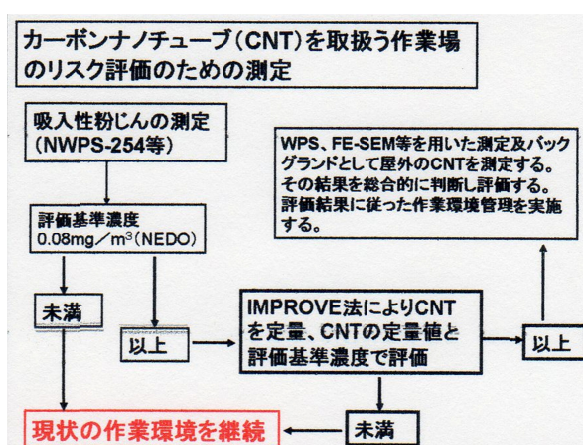 カーボンナノチューブ(CNT)を取扱う作業場
のリスク評価のための測定
吸入性粉じんの測定
(NWPS-254等)
評価基準濃度
0.08mg/m³(NEDO)
未満
以上
IMPROVE法によりCNT
を定量、CNTの定量値と
評価基準濃度で評価
以上
WPS、FE-SEM等を用いた測定及バック
グランドとして屋外のCNTを測定する。
その結果を総合的に判断し評価する。
評価結果に従った作業環境管理を実施
する。
未満
現状の作業環境を継続